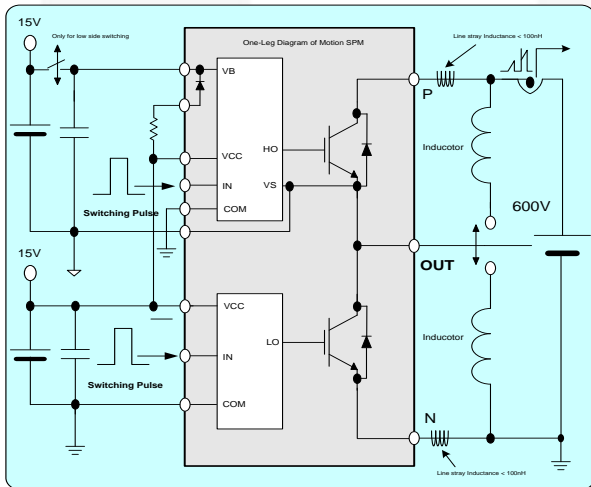 15V
Only for low side switching
One-Leg Diagram of Motion SPM
Line stray Inductance < 100nH
P
VB
HO
VCC
IN
VS
COM
Switching Pulse
Inducotor
600V
OUT
15V
VCC
IN
LO
COM
Switching Pulse
Inducotor
N
Line stray Inductance < 100nH